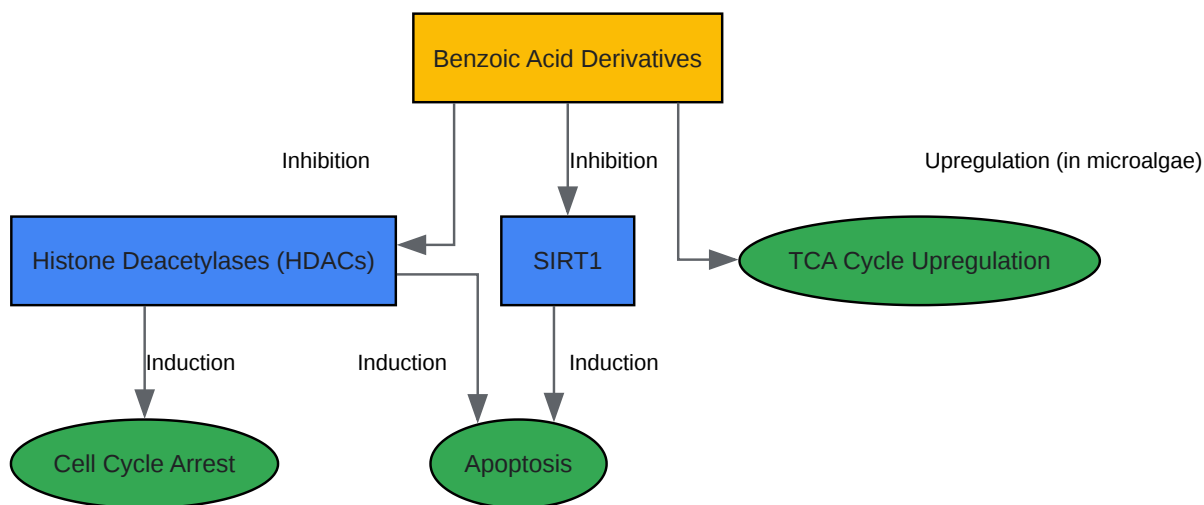 Benzoic Acid Derivatives
Inhibition
Inhibition
Upregulation (in microalgae)
Histone Deacetylases (HDACs)
SIRT1
TCA Cycle Upregulation
Induction
Induction
Induction
Cell Cycle Arrest
Apoptosis